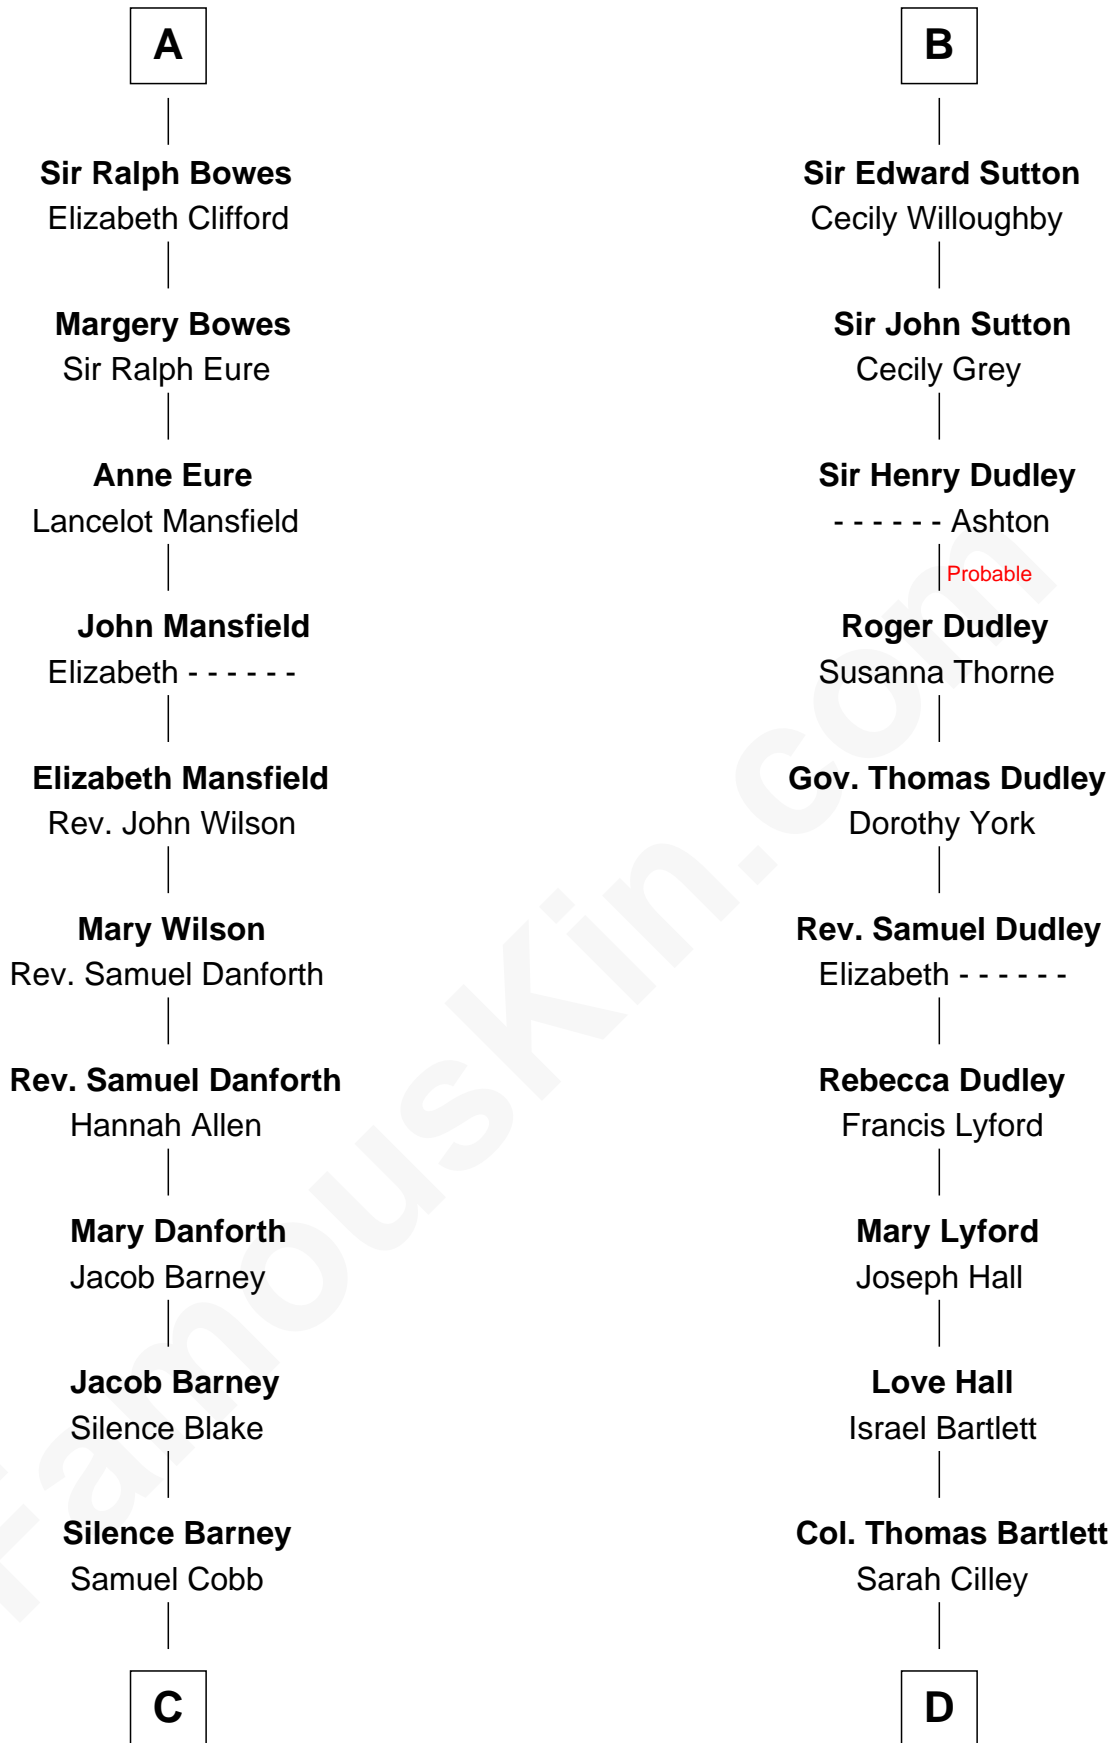 A
Sir Ralph Bowes
Elizabeth Clifford
Margery Bowes
Sir Ralph Eure
Anne Eure
Lancelot Mansfield
John Mansfield
Elizabeth - - - - - -
Elizabeth Mansfield
Rev. John Wilson
Mary Wilson
Rev. Samuel Danforth
Rev. Samuel Danforth
Hannah Allen
Mary Danforth
Jacob Barney
Jacob Barney
Silence Blake
Silence Barney
Samuel Cobb
C
B
Sir Edward Sutton
Cecily Willoughby
Sir John Sutton
Cecily Grey
Sir Henry Dudley
- - - - - - Ashton
Probable
Roger Dudley
Susanna Thorne
Gov. Thomas Dudley
Dorothy York
Rev. Samuel Dudley
Elizabeth - - - - - -
Rebecca Dudley
Francis Lyford
Mary Lyford
Joseph Hall
Love Hall
Israel Bartlett
Col. Thomas Bartlett
Sarah Cilley
D
FamousKin.com